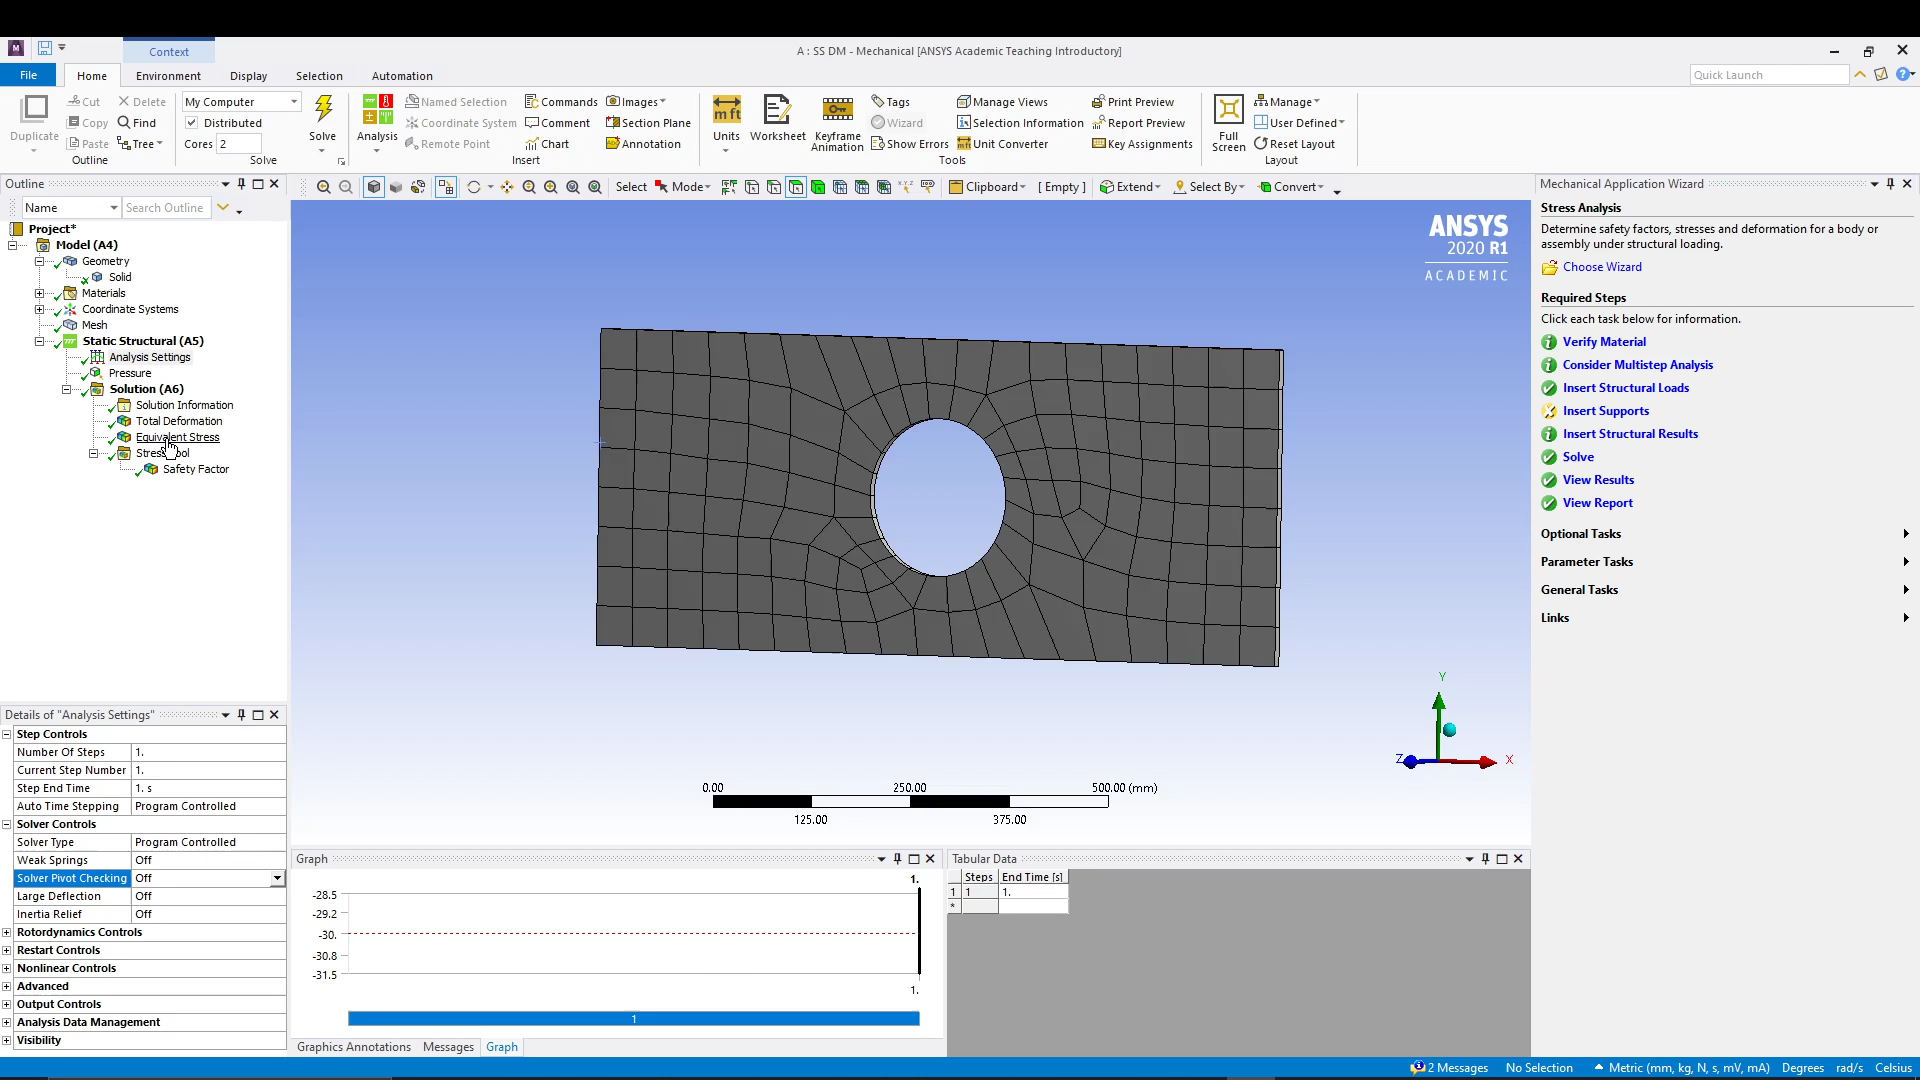 Context
A : SS DM - Mechanical [ANSYS Academic Teaching Introductory]
File
Home
Environment
Display
Selection
Automation
Quick Launch
Duplicate
Cut
Copy
Paste
Delete
Find
Tree
Outline
My Computer
Distributed
Cores 2
Solve
Solve
Analysis
Named Selection
Coordinate System
Remote Point
Commands
Comment
Chart
Images
Section Plane
Annotation
Insert
Units
Worksheet
Keyframe
Animation
Tags
Wizard
Show Errors
Manage Views
Selection Information
Unit Converter
Print Preview
Report Preview
Key Assignments
Tools
Full
Screen
Manage
User Defined
Reset Layout
Layout
Outline
Name
Search Outline
Select
Mode
Clipboard
[ Empty ]
Extend
Select By
Convert
Project*
Model (A4)
Geometry
Solid
Materials
Coordinate Systems
Mesh
Static Structural (A5)
Analysis Settings
Pressure
Solution (A6)
Solution Information
Total Deformation
Equivalent Stress
Safety Factor
ANSYS
2020 R1
ACADEMIC
Y
Z
X
0.00
250.00
500.00 (mm)
125.00
375.00
Mechanical Application Wizard
Stress Analysis
Determine safety factors, stresses and deformation for a body or
assembly under structural loading.
Choose Wizard
Required Steps
Click each task below for information.
Verify Material
Consider Multistep Analysis
Insert Structural Loads
Insert Supports
Insert Structural Results
Solve
View Results
View Report
Optional Tasks
Parameter Tasks
General Tasks
Links
Details of "Analysis Settings"
Step Controls
Number Of Steps 1.
Current Step Number 1.
Step End Time 1. s
Auto Time Stepping Program Controlled
Solver Controls
Solver Type Program Controlled
Weak Springs Off
Solver Pivot Checking Off
Large Deflection Off
Inertia Relief Off
Rotordynamics Controls
Restart Controls
Nonlinear Controls
Advanced
Output Controls
Analysis Data Management
Visibility
Graph
1.
-28.5
-29.2
-30.
-30.8
-31.5
1.
1
Graphics Annotations
Messages
Graph
Tabular Data
Steps End Time [s]
1 1 1.
*
2 Messages
No Selection
Metric (mm, kg, N, s, mV, mA)
Degrees
rad/s
Celsius